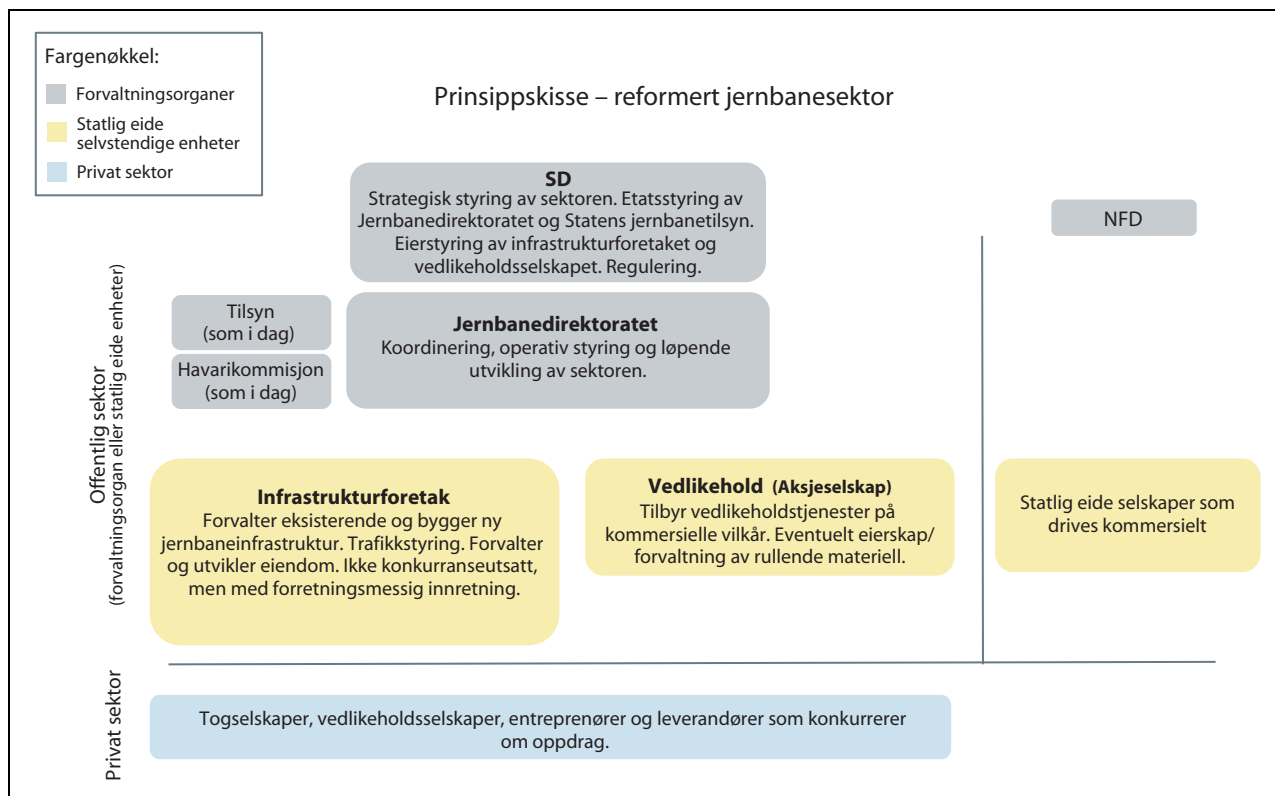 Fargenøkkel:
Forvaltningsorganer
Statlig eide
selvstendige enheter
Privat sektor
Prinsippskisse – reformert jernbanesektor
SD
Strategisk styring av sektoren. Etatsstyring av
Jernbanedirektoratet og Statens jernbanetilsyn.
Eierstyring av infrastrukturforetaket og
vedlikeholdsselskapet. Regulering.
NFD
Tilsyn
(som i dag)
Havarikommisjon
(som i dag)
Jernbanedirektoratet
Koordinering, operativ styring og løpende
utvikling av sektoren.
Offentlig sektor
(forvaltningsorgan eller statlig eide enheter)
Infrastrukturforetak
Forvalter eksisterende og bygger ny
jernbaneinfrastruktur. Trafikkstyring. Forvalter
og utvikler eiendom. Ikke konkurranseutsatt,
men med forretningsmessig innretning.
Vedlikehold (Aksjeselskap)
Tilbyr vedlikeholdstjenester på
kommersielle vilkår. Eventuelt eierskap/
forvaltning av rullende materiell.
Statlig eide selskaper som
drives kommersielt
Privat sektor
Togselskaper, vedlikeholdsselskaper, entreprenører og leverandører som konkurrerer
om oppdrag.